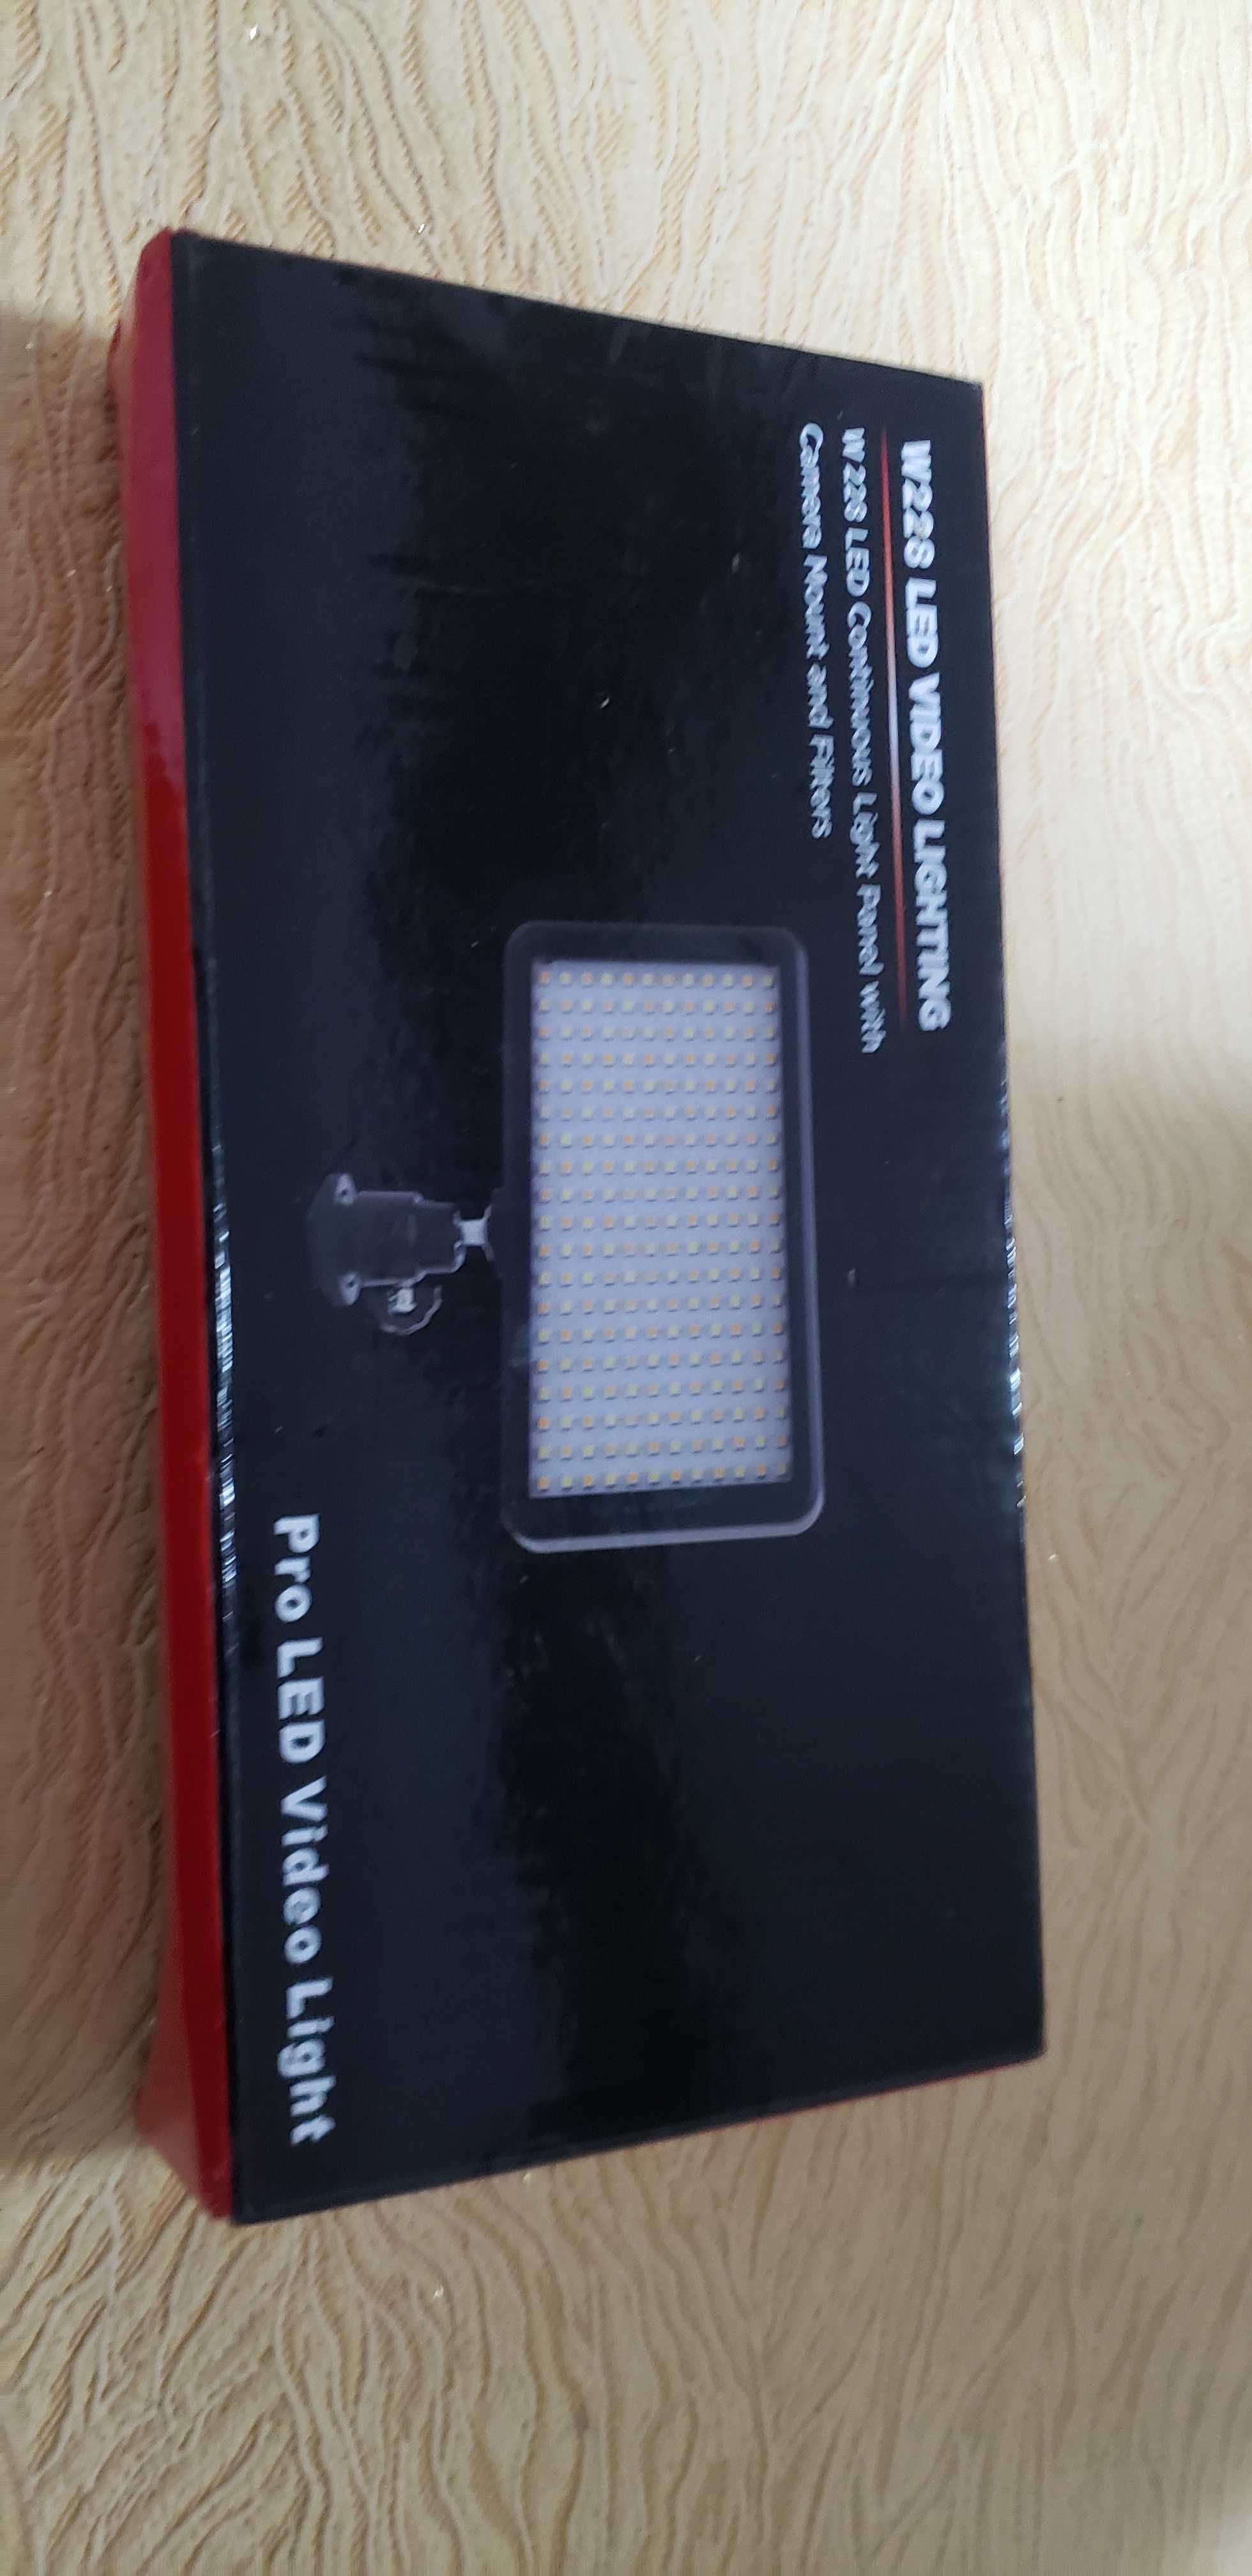 W228 LED VIDEO LIGHTING
W228 LED Continuous Light Panel with
Camera Mount and Filters
Pro LED Video Light